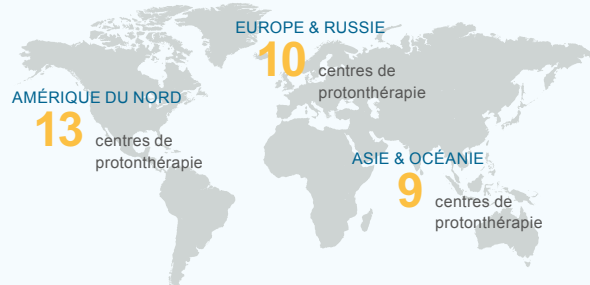 EUROPE & RUSSIE
10 centres de
protonthérapie
AMÉRIQUE DU NORD
13 centres de
protonthérapie
ASIE & OCÉANIE
9 centres de
protonthérapie